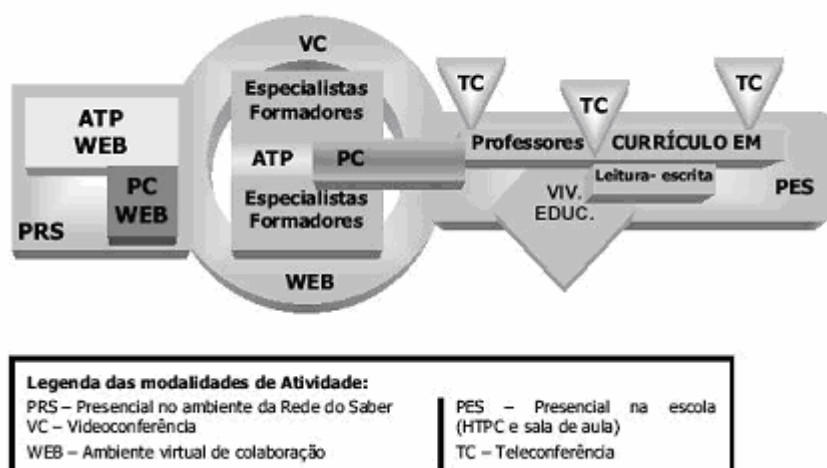 VC
Especialistas
Formadores
ATP
WEB
PC
WEB
PRS
ATP PC
Especialistas
Formadores
WEB
TC
TC
TC
Professores CURRÍCULO EM
Leitura- escrita
VIV.
EDUC.
PES
Legenda das modalidades de Atividade:
PRS – Presencial no ambiente da Rede do Saber
VC – Videoconferência
WEB – Ambiente virtual de colaboração
PES – Presencial na escola
(HTPC e sala de aula)
TC – Teleconferência